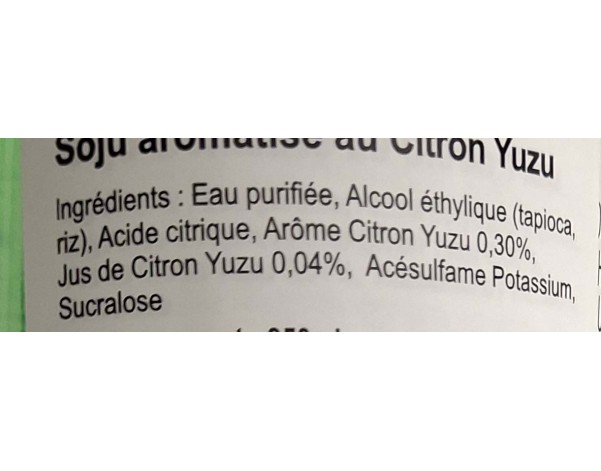 Soju aromatisé au Citron Yuzu
Ingrédients : Eau purifiée, Alcool éthylique (tapioca,
riz), Acide citrique, Arôme Citron Yuzu 0,30%,
Jus de Citron Yuzu 0,04%, Acésulfame Potassium,
Sucralose